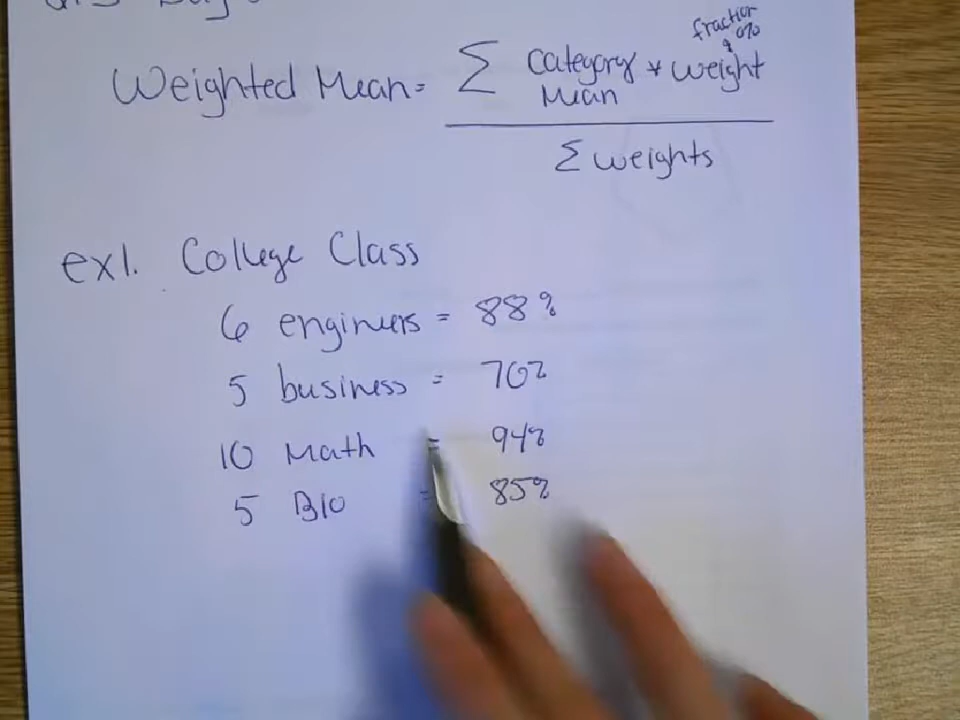 fraction
%
Weighted Mean = Σ category * weight
Mean
Σ weights
ex1. College Class
6 engineers = 88%
5 business = 70%
10 Math = 94%
5 Bio = 85%